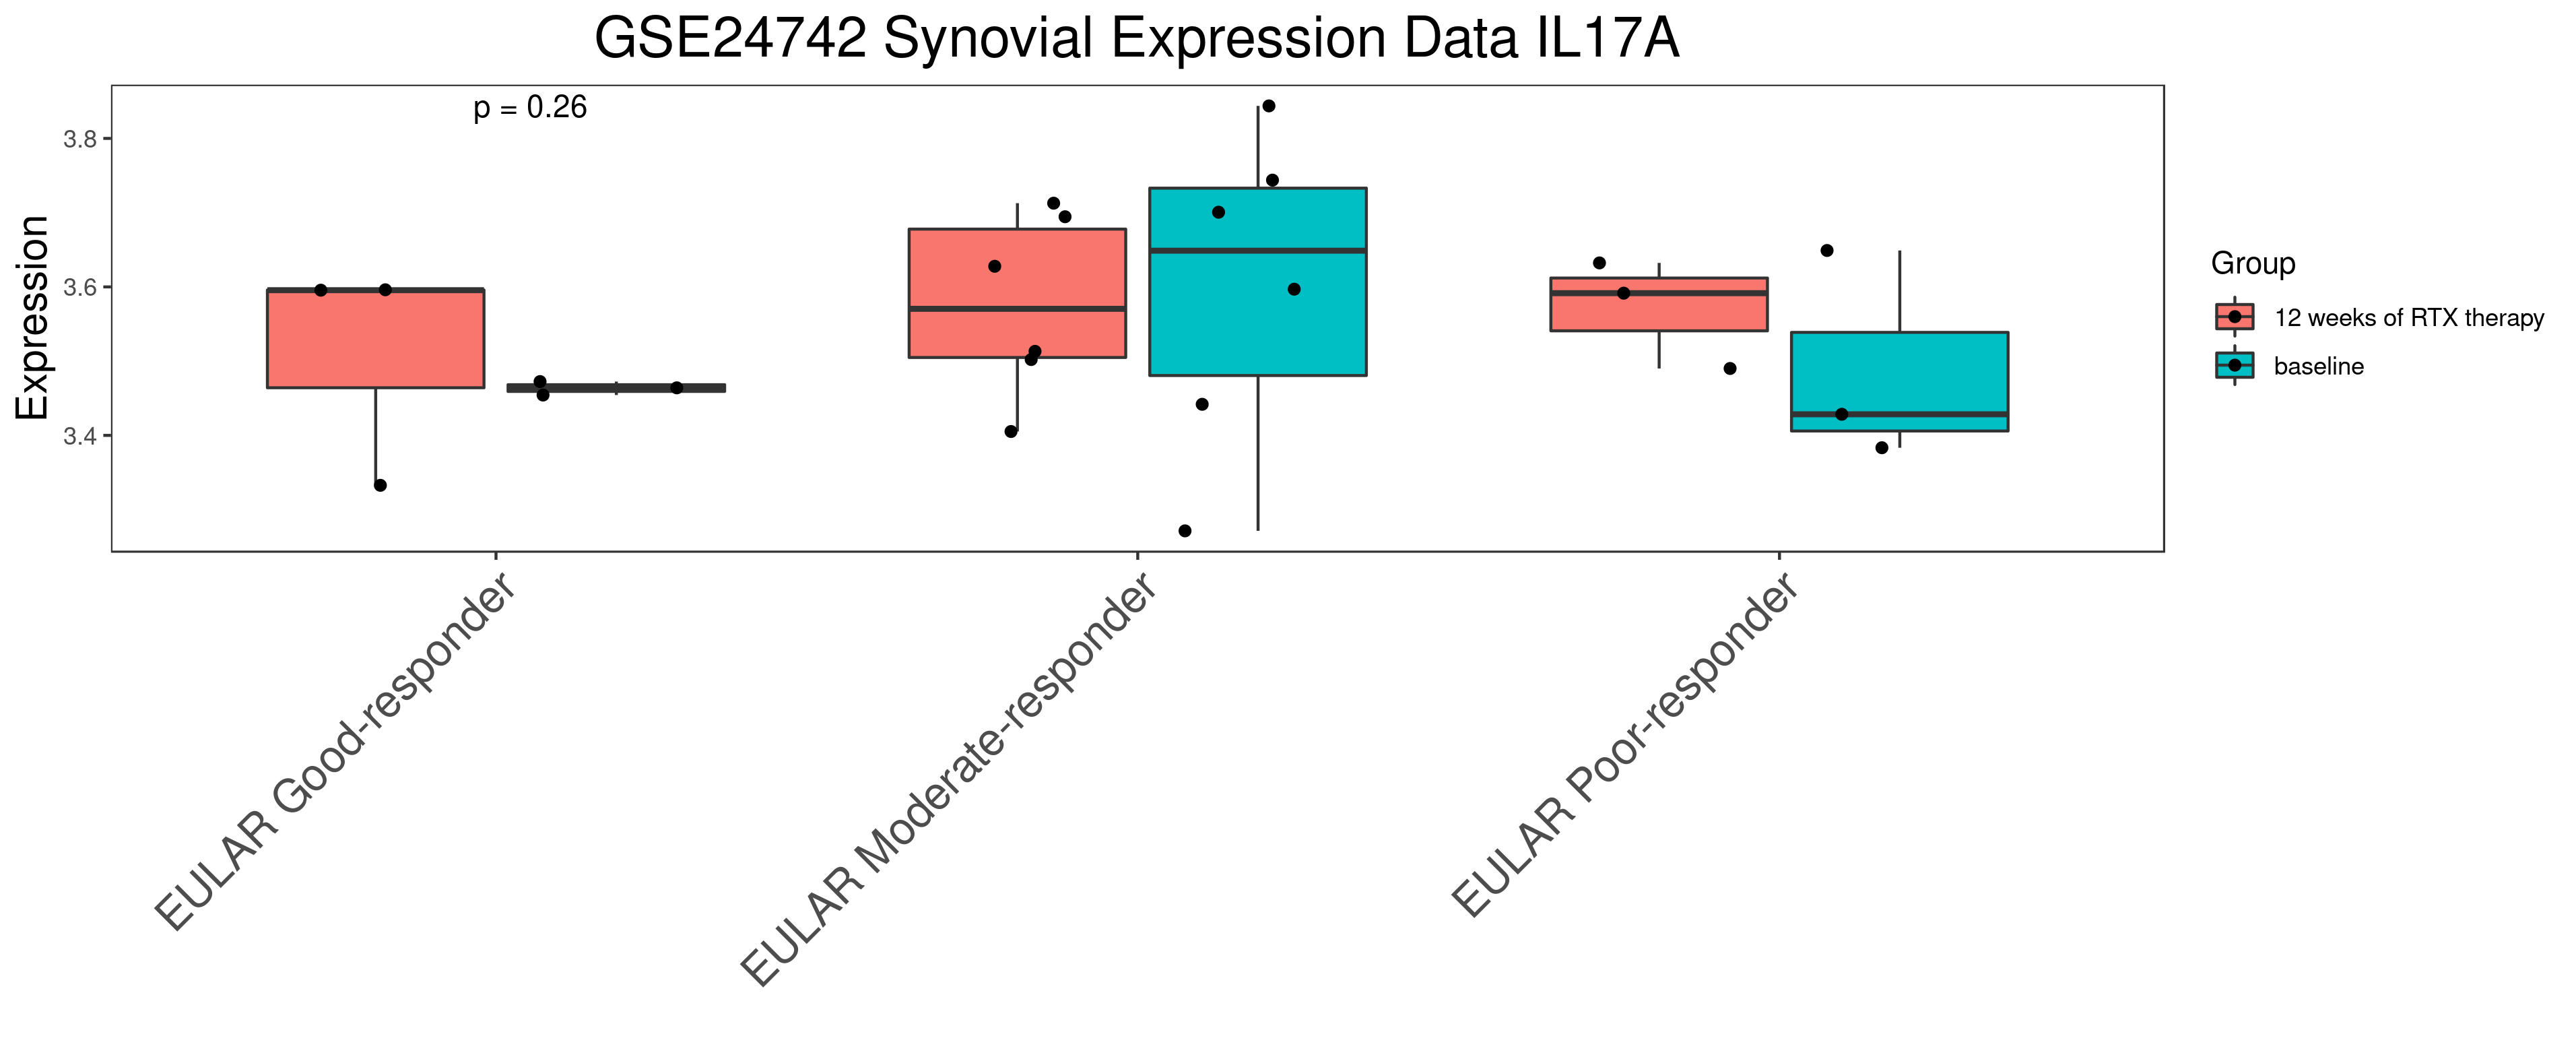 GSE24742 Synovial Expression Data IL17A
p = 0.26
3.8
3.6
3.4
Expression
EULAR Good-responder
EULAR Moderate-responder
EULAR Poor-responder
Group
12 weeks of RTX therapy
baseline